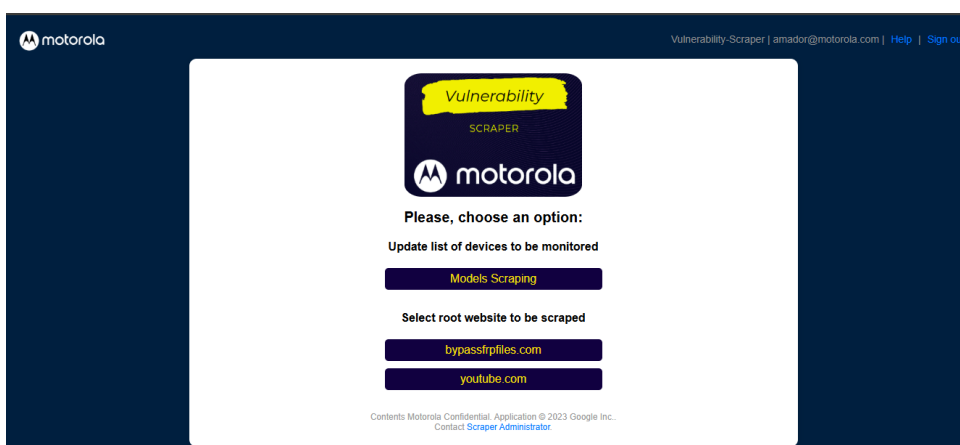 motorola
Vulnerability-Scraper | amador@motorola.com | Help | Sign ou
Vulnerability
SCRAPER
motorola
Please, choose an option:
Update list of devices to be monitored
Models Scraping
Select root website to be scraped
bypassfrpfiles.com
youtube.com
Contents Motorola Confidential. Application © 2023 Google Inc..
Contact Scraper Administrator.